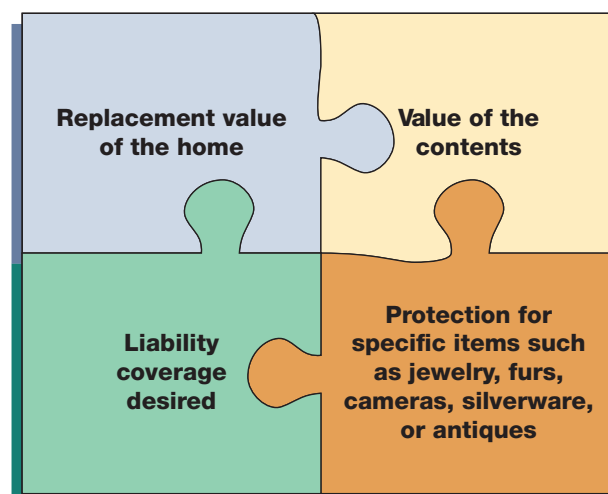 Replacement value
of the home
Value of the
contents
Liability
coverage
desired
Protection for
specific items such
as jewelry, furs,
cameras, silverware,
or antiques